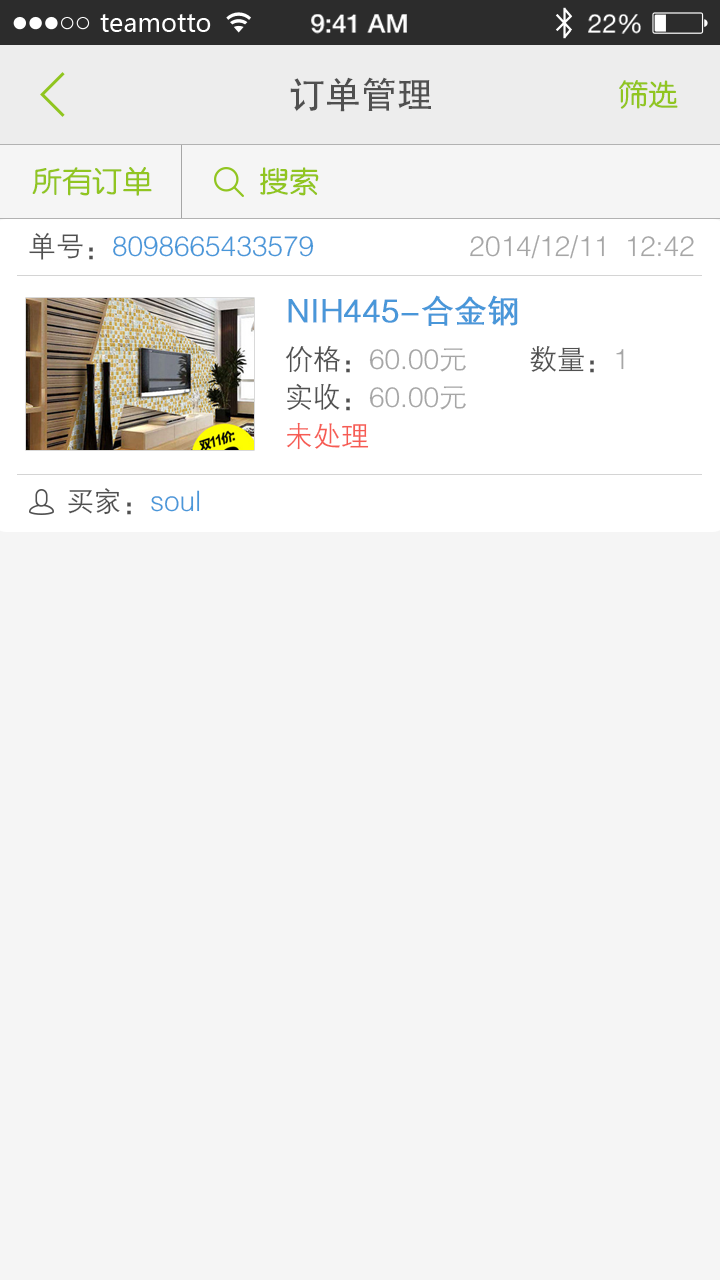 teamotto 9:41 AM 22%
订单管理 筛选
所有订单 搜索
单号：8098665433579 2014/12/11 12:42
NIH445-合金钢
价格：60.00元 数量：1
实收：60.00元
未处理
双11价:
买家：soul